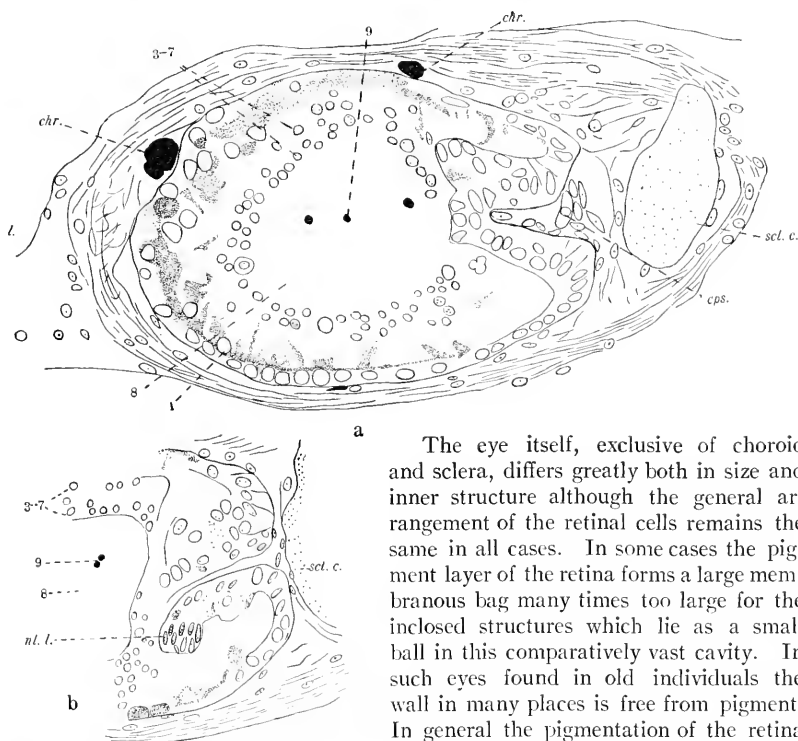 9
chr.
3-7
chr.
l.
scl. c.
cps.
8
1
a
3-7
9
scl. c.
8
nl. l.
b
The eye itself, exclusive of choroid
and sclera, differs greatly both in size and
inner structure although the general ar
rangement of the retinal cells remains the
same in all cases. In some cases the pig
ment layer of the retina forms a large mem
branous bag many times too large for the
inclosed structures which lie as a smal
ball in this comparatively vast cavity. In
such eyes found in old individuals the
wall in many places is free from pigment
In general the pigmentation of the retina